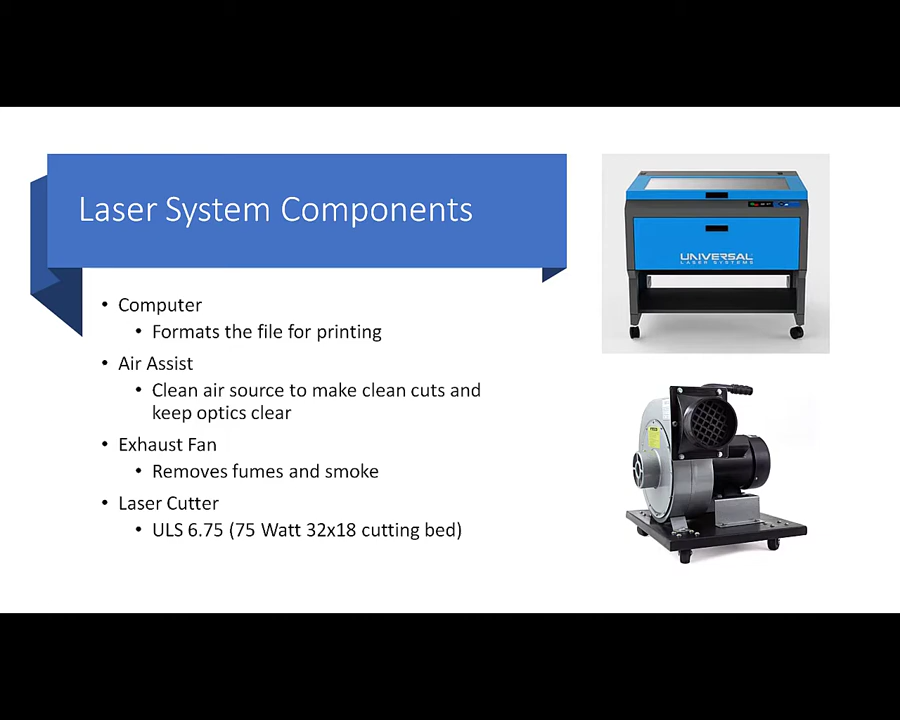 Laser System Components
• Computer
• Formats the file for printing
• Air Assist
• Clean air source to make clean cuts and
keep optics clear
• Exhaust Fan
• Removes fumes and smoke
• Laser Cutter
• ULS 6.75 (75 Watt 32x18 cutting bed)
UNIVERSAL
LASER SYSTEMS